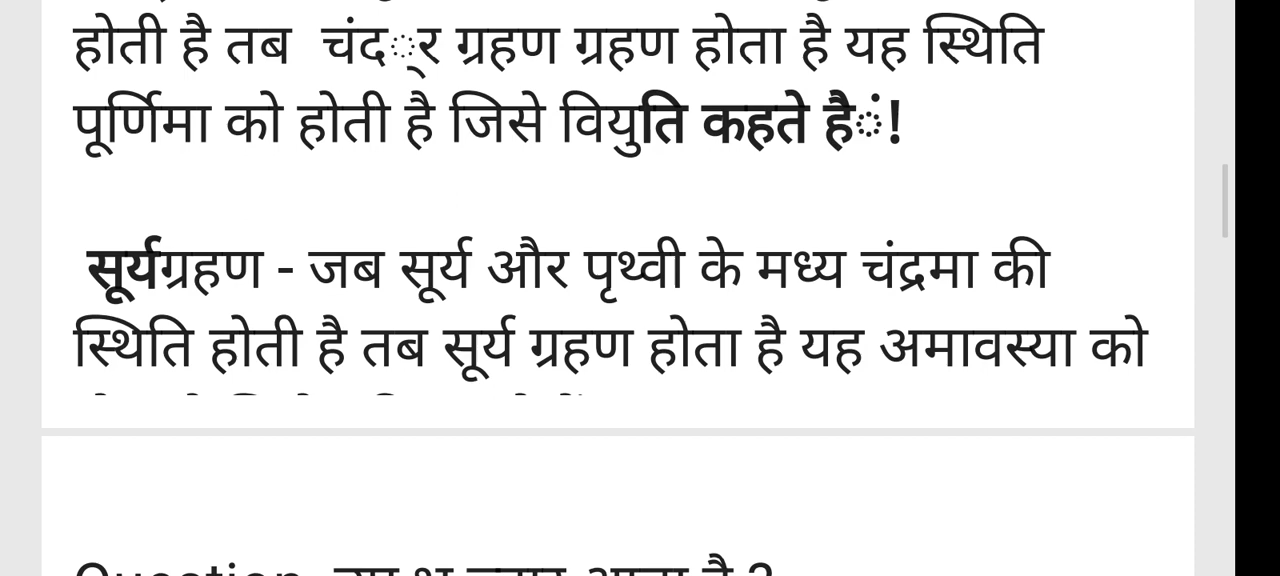 होती है तब  चंद्र ग्रहण ग्रहण होता है यह स्थिति
पूर्णिमा को होती है जिसे वियुति कहते हैं!
सूर्यग्रहण - जब सूर्य और पृथ्वी के मध्य चंद्रमा की
स्थिति होती है तब सूर्य ग्रहण होता है यह अमावस्या को